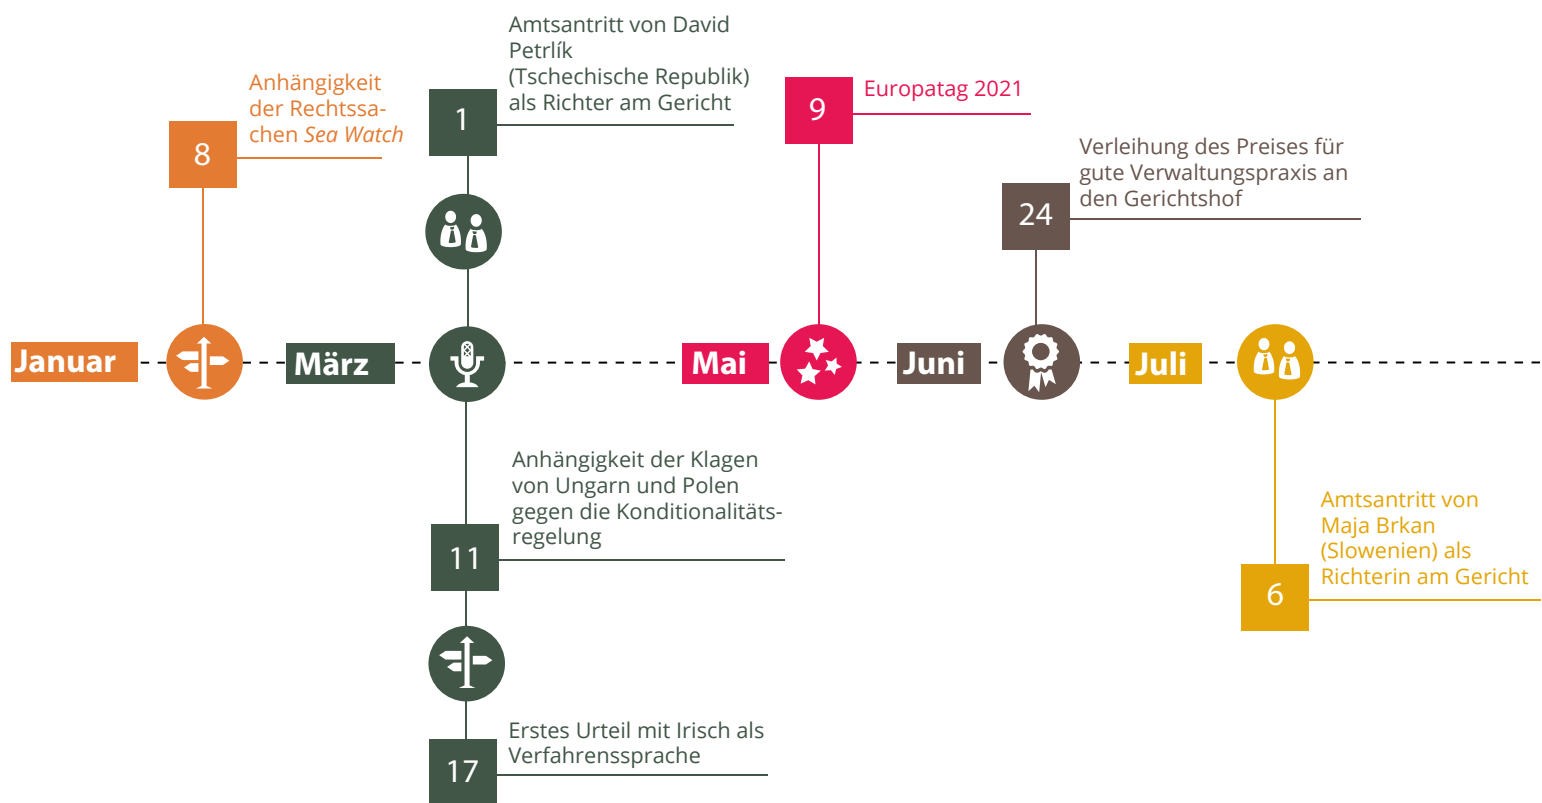 Januar
8
Anhängigkeit
der Rechtssa-
chen Sea Watch
März
1
Amtsantritt von David
Petrlík
(Tschechische Republik)
als Richter am Gericht
11
Anhängigkeit der Klagen
von Ungarn und Polen
gegen die Konditionalitäts-
regelung
17
Erstes Urteil mit Irisch als
Verfahrenssprache
Mai
9
Europatag 2021
Juni
24
Verleihung des Preises für
gute Verwaltungspraxis an
den Gerichtshof
Juli
6
Amtsantritt von
Maja Brkan
(Slowenien) als
Richterin am Gericht